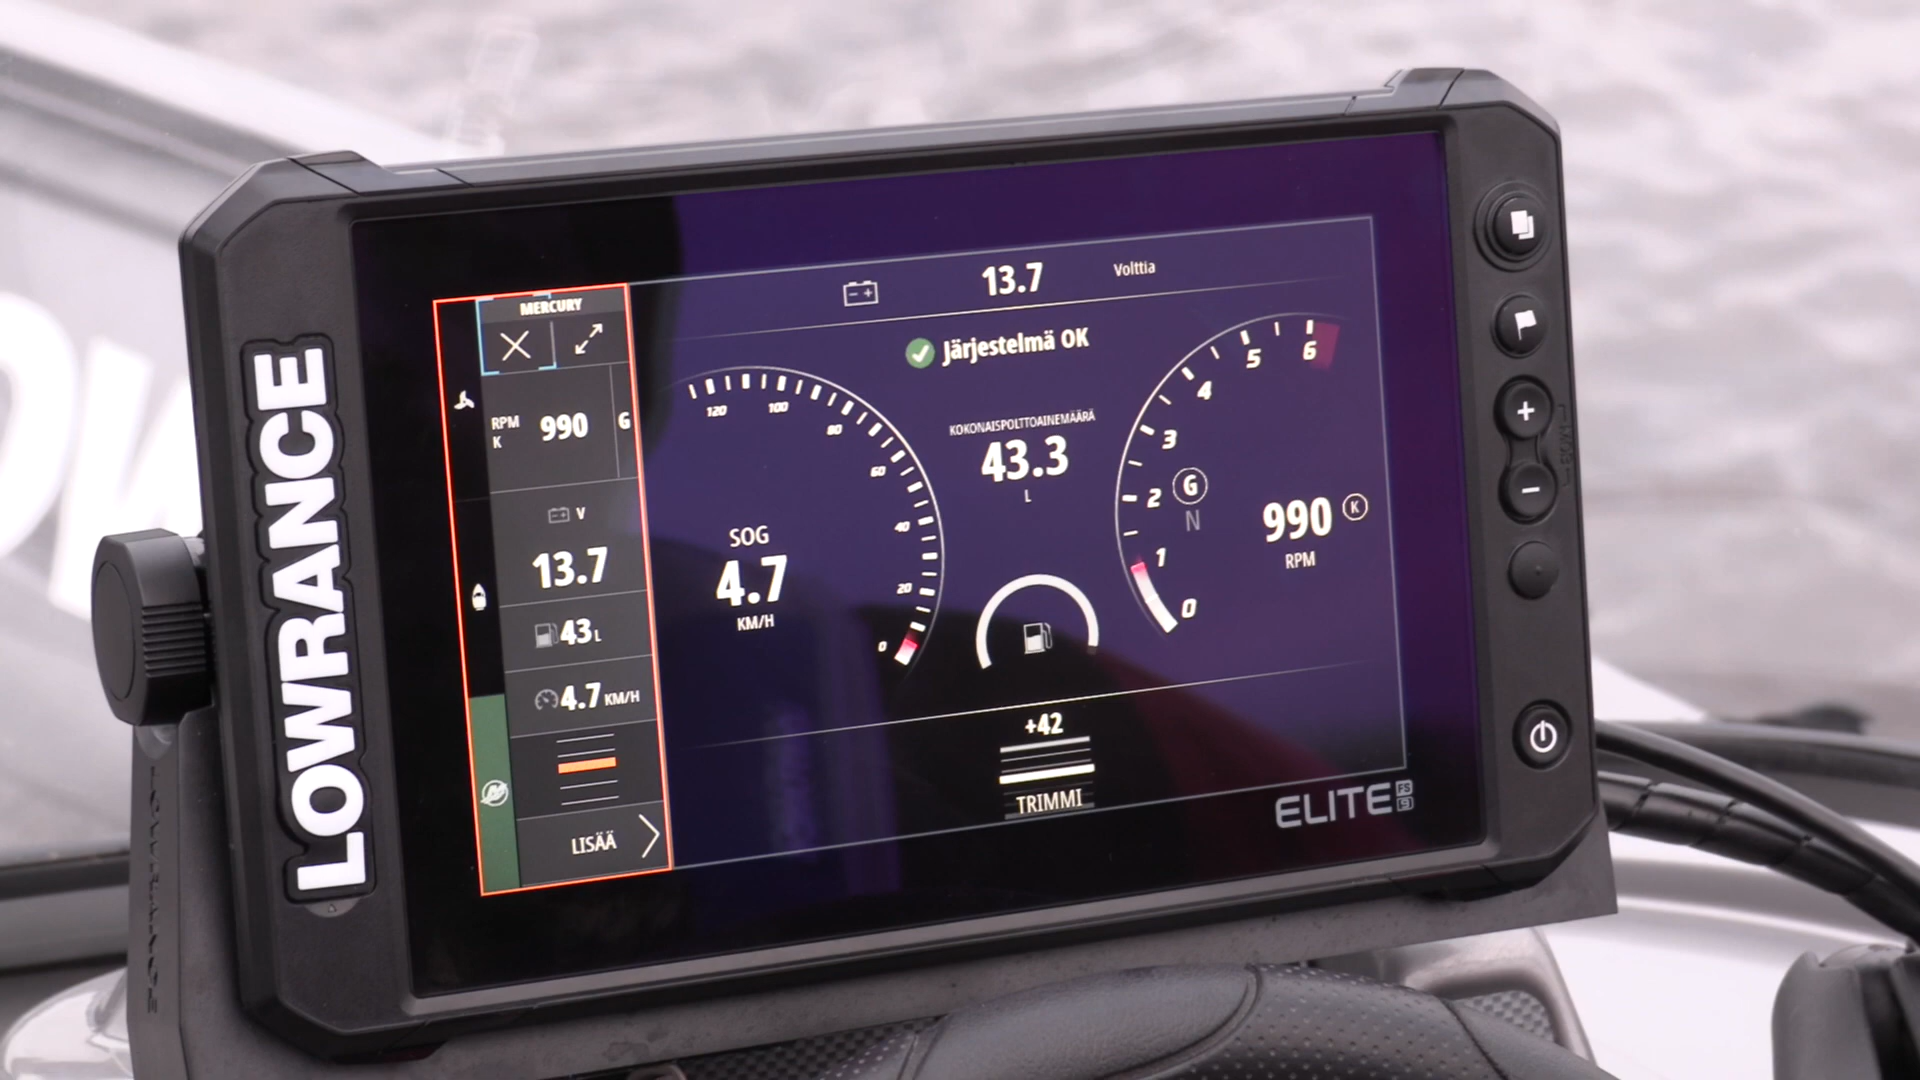 LOWRANCE
MERCURY
RPM
K
990
G
V
13.7
43 L
4.7 KM/H
LISÄÄ
13.7 Volttia
Järjestelmä OK
120
100
80
60
40
20
0
SOG
4.7
KM/H
KOKONAISPOLTTOAINEMÄÄRÄ
43.3
L
6
5
4
3
2
1
0
G
N
990 K
RPM
+42
TRIMMI
ELITE FS 9